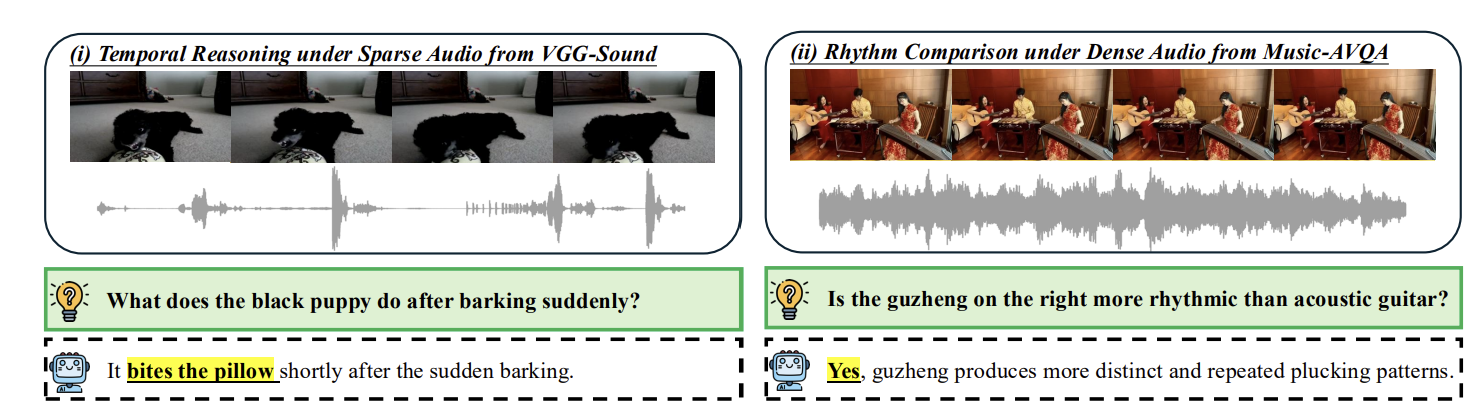 (i) Temporal Reasoning under Sparse Audio from VGG-Sound
What does the black puppy do after barking suddenly?
It bites the pillow shortly after the sudden barking.
(ii) Rhythm Comparison under Dense Audio from Music-AVQA
Is the guzheng on the right more rhythmic than acoustic guitar?
Yes, guzheng produces more distinct and repeated plucking patterns.